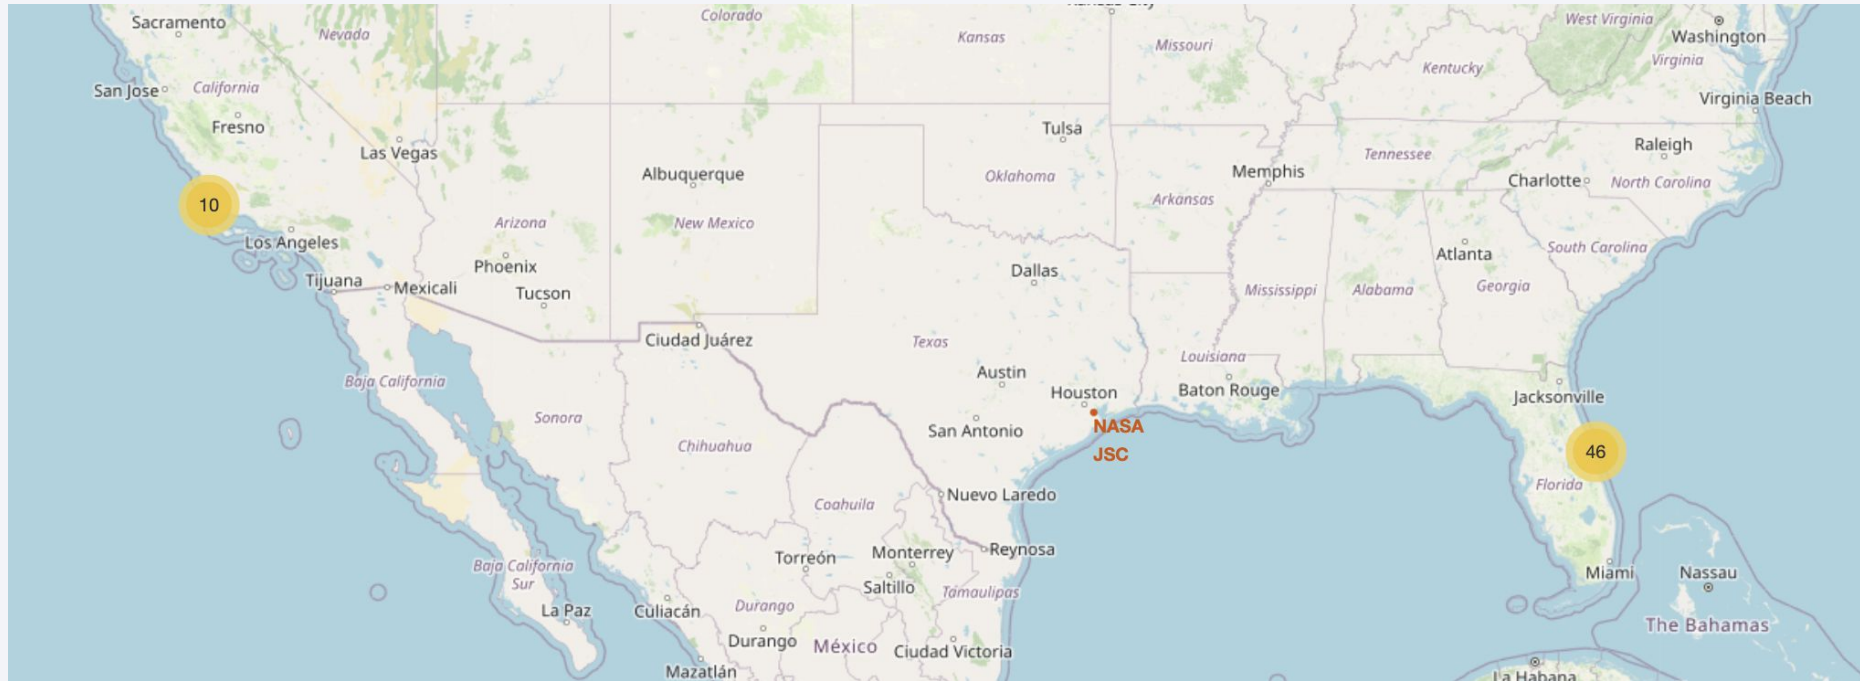 Kansas City
Sacramento
Nevada
Colorado
Kansas
Missouri
West Virginia
Washington
Kentucky
Virginia
San Jose
California
Virginia Beach
Fresno
Las Vegas
Tulsa
Raleigh
Albuquerque
Oklahoma
Memphis
Tennessee
Charlotte
North Carolina
10
Arizona
New Mexico
Arkansas
Los Angeles
Phoenix
Dallas
Atlanta
South Carolina
Tijuana
Mexicali
Tucson
Mississippi
Alabama
Georgia
Ciudad Juárez
Texas
Louisiana
Baja California
Austin
Houston
Baton Rouge
Jacksonville
Sonora
Chihuahua
San Antonio
NASA
JSC
46
Florida
Coahuila
Nuevo Laredo
Torreón
Monterrey
Reynosa
Baja California
Sur
Saltillo
Tamaulipas
Miami
Nassau
La Paz
Culiacán
Durango
Durango
México
Ciudad Victoria
The Bahamas
Mazatlán
La Habana